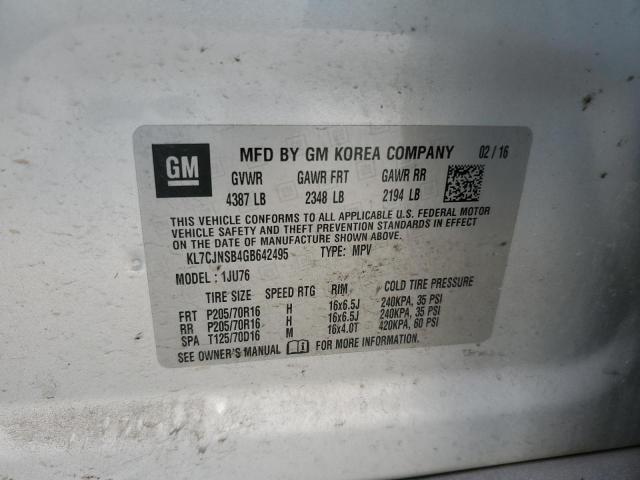 GM MFD BY GM KOREA COMPANY 02 / 16
GVWR GAWR FRT GAWR RR
4387 LB 2348 LB 2194 LB
THIS VEHICLE CONFORMS TO ALL APPLICABLE U.S. FEDERAL MOTOR
VEHICLE SAFETY AND THEFT PREVENTION STANDARDS IN EFFECT
ON THE DATE OF MANUFACTURE SHOWN ABOVE.
KL7CJNSB4GB642495 TYPE: MPV
MODEL: 1JU76
TIRE SIZE SPEED RTG RIM COLD TIRE PRESSURE
FRT P205/70R16 H 16x6.5J 240KPA, 35 PSI
RR P205/70R16 H 16x6.5J 240KPA, 35 PSI
SPA T125/70D16 M 16x4.0T 420KPA, 60 PSI
SEE OWNER'S MANUAL FOR MORE INFORMATION.